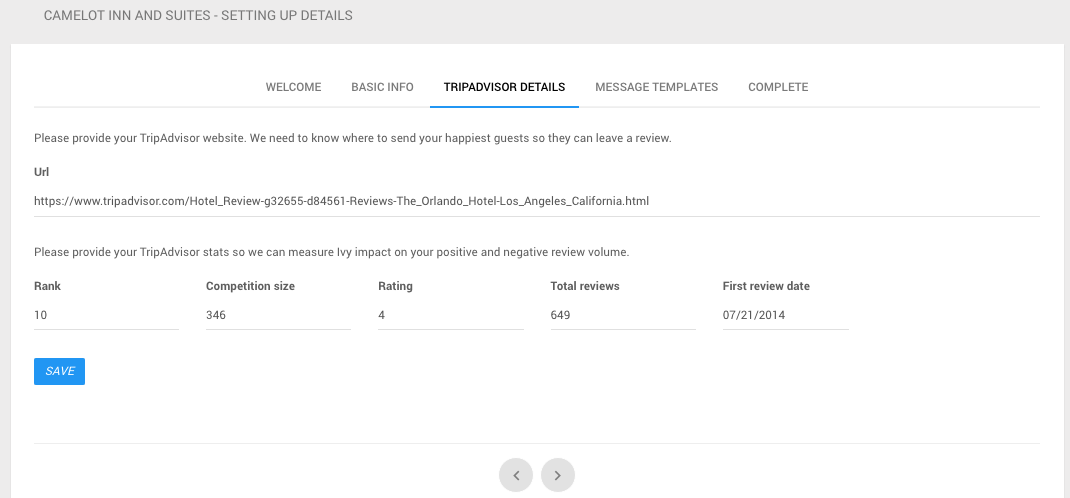 CAMELOT INN AND SUITES - SETTING UP DETAILS
WELCOME BASIC INFO TRIPADVISOR DETAILS MESSAGE TEMPLATES COMPLETE
Please provide your TripAdvisor website. We need to know where to send your happiest guests so they can leave a review.
Url
https://www.tripadvisor.com/Hotel_Review-g32655-d84561-Reviews-The_Orlando_Hotel-Los_Angeles_California.html
Please provide your TripAdvisor stats so we can measure Ivy impact on your positive and negative review volume.
Rank Competition size Rating Total reviews First review date
10 346 4 649 07/21/2014
SAVE